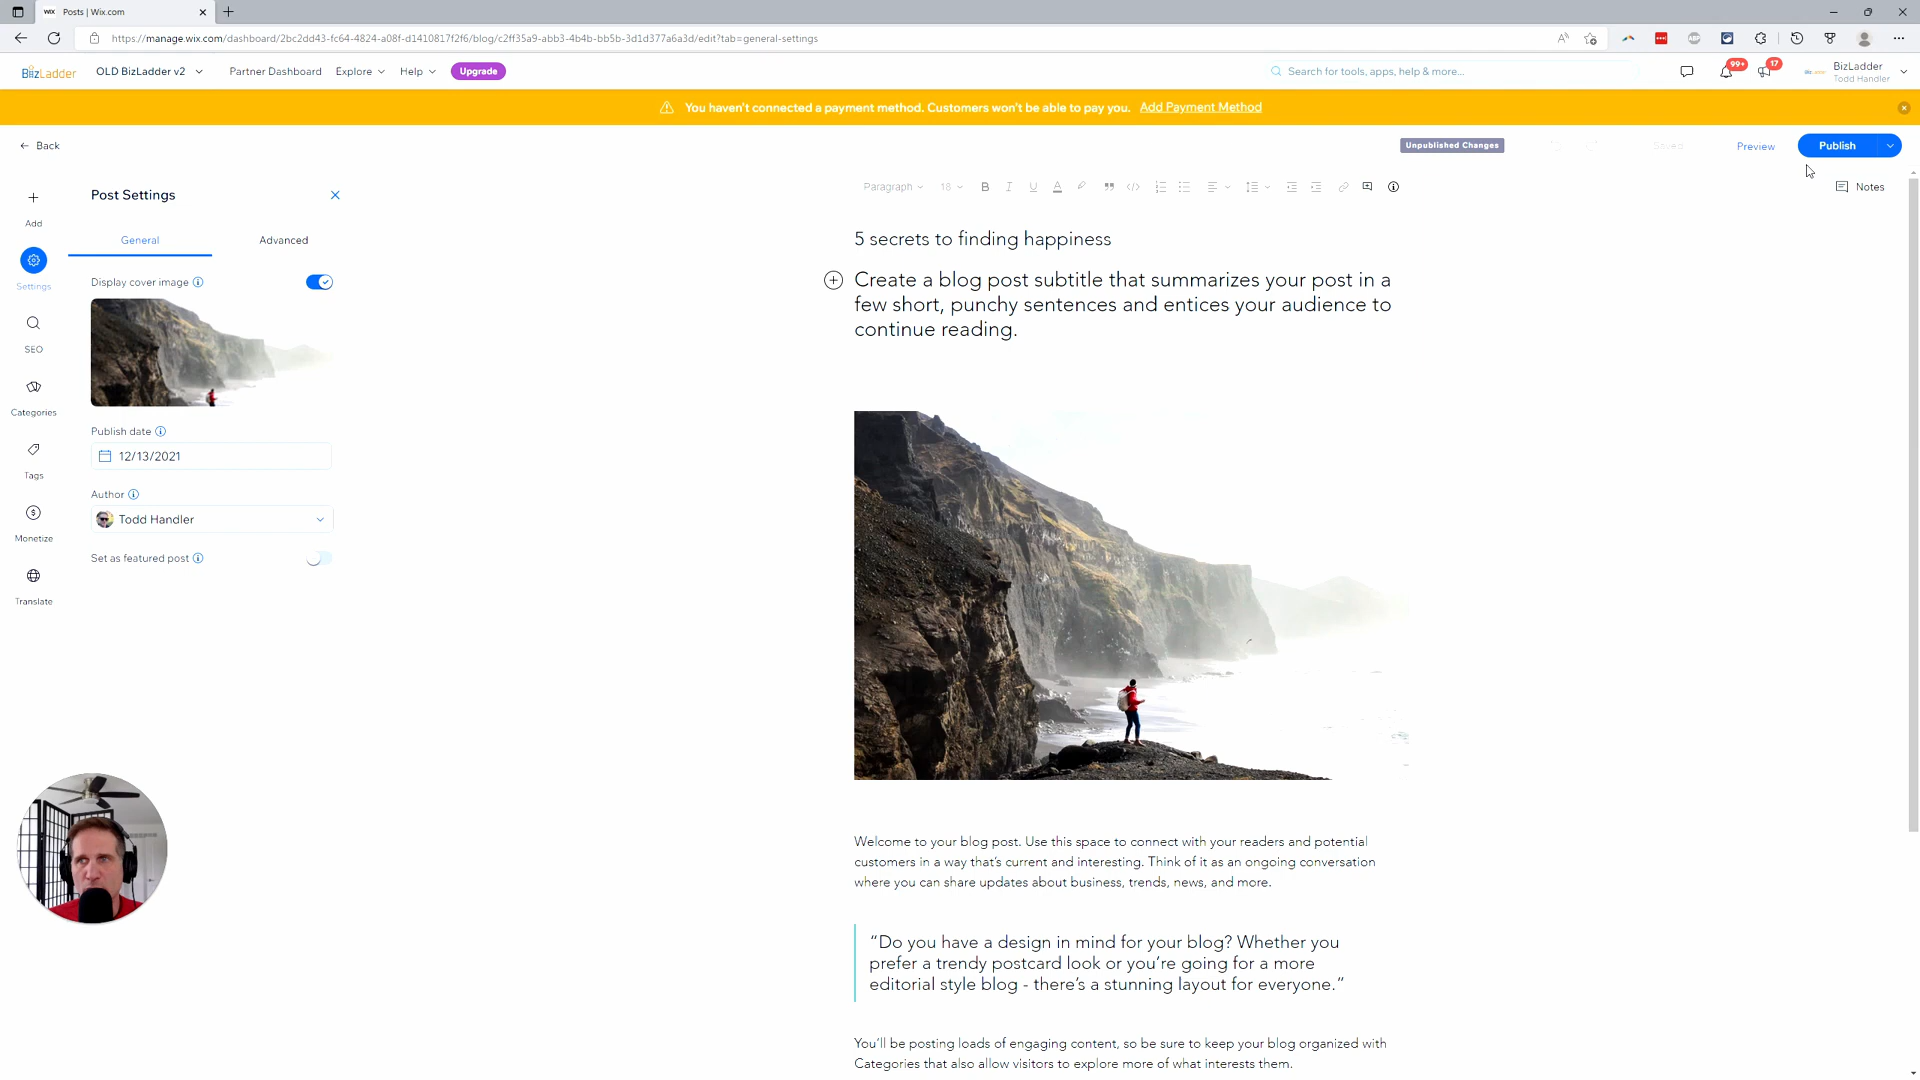 WIX Posts | Wix.com
https://manage.wix.com/dashboard/2bc2dd43-fc64-4824-a08f-d1410817f2f6/blog/c2ff35a9-abb3-4b4b-bb5b-3d1d377a6a3d/edit?tab=general-settings
BizLadder OLD BizLadder v2 Partner Dashboard Explore Help Upgrade Search for tools, apps, help & more... 99+ 17 BizLadder
Todd Handler
You haven't connected a payment method. Customers won't be able to pay you. Add Payment Method
Back Unpublished Changes Saved Preview Publish
Paragraph 18 B I U A Notes
Add
Settings
SEO
Categories
Tags
Monetize
Translate
Post Settings
General Advanced
Display cover image
Publish date
12/13/2021
Author
Todd Handler
Set as featured post
5 secrets to finding happiness
Create a blog post subtitle that summarizes your post in a
few short, punchy sentences and entices your audience to
continue reading.
Welcome to your blog post. Use this space to connect with your readers and potential
customers in a way that's current and interesting. Think of it as an ongoing conversation
where you can share updates about business, trends, news, and more.
"Do you have a design in mind for your blog? Whether you
prefer a trendy postcard look or you're going for a more
editorial style blog - there's a stunning layout for everyone."
You'll be posting loads of engaging content, so be sure to keep your blog organized with
Categories that also allow visitors to explore more of what interests them.